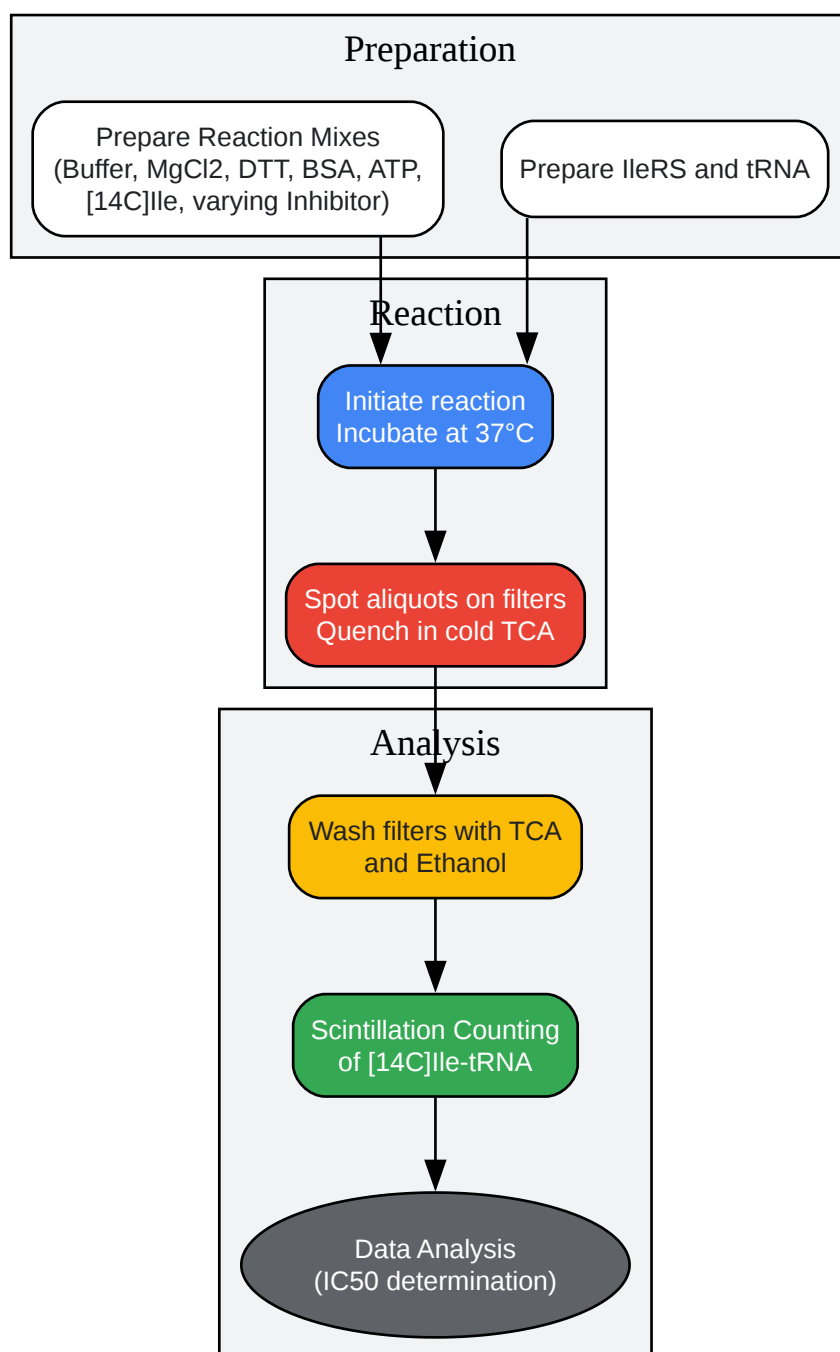 Preparation
Prepare Reaction Mixes
(Buffer, MgCl2, DTT, BSA, ATP,
[14C]Ile, varying Inhibitor)
Prepare IleRS and tRNA
Reaction
Initiate reaction
Incubate at 37°C
Spot aliquots on filters
Quench in cold TCA
Analysis
Wash filters with TCA
and Ethanol
Scintillation Counting
of [14C]Ile-tRNA
Data Analysis
(IC50 determination)